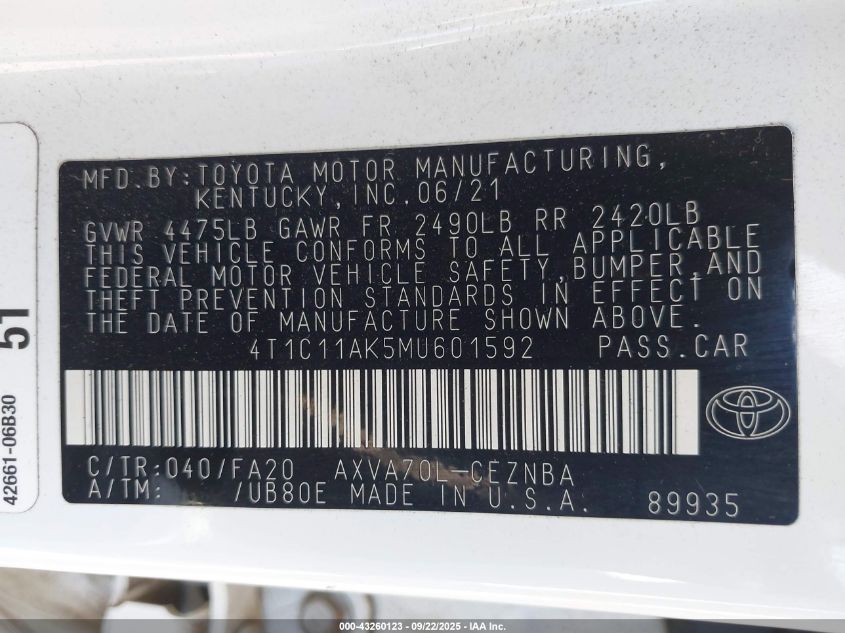 MFD.BY:TOYOTA MOTOR MANUFACTURING,
KENTUCKY,INC.06/21
GVWR 4475LB GAWR FR 2490LB RR 2420LB
THIS VEHICLE CONFORMS TO ALL APPLICABLE
FEDERAL MOTOR VEHICLE SAFETY,BUMPER,AND
THEFT PREVENTION STANDARDS IN EFFECT ON
THE DATE OF MANUFACTURE SHOWN ABOVE.
4T1C11AK5MU601592 PASS.CAR
C/TR:040/FA20 AXVA70L-CEZNBA
A/TM: /UB80E MADE IN U.S.A. 89935
51
42661-06B30
000-43260123 - 09/22/2025 - IAA Inc.